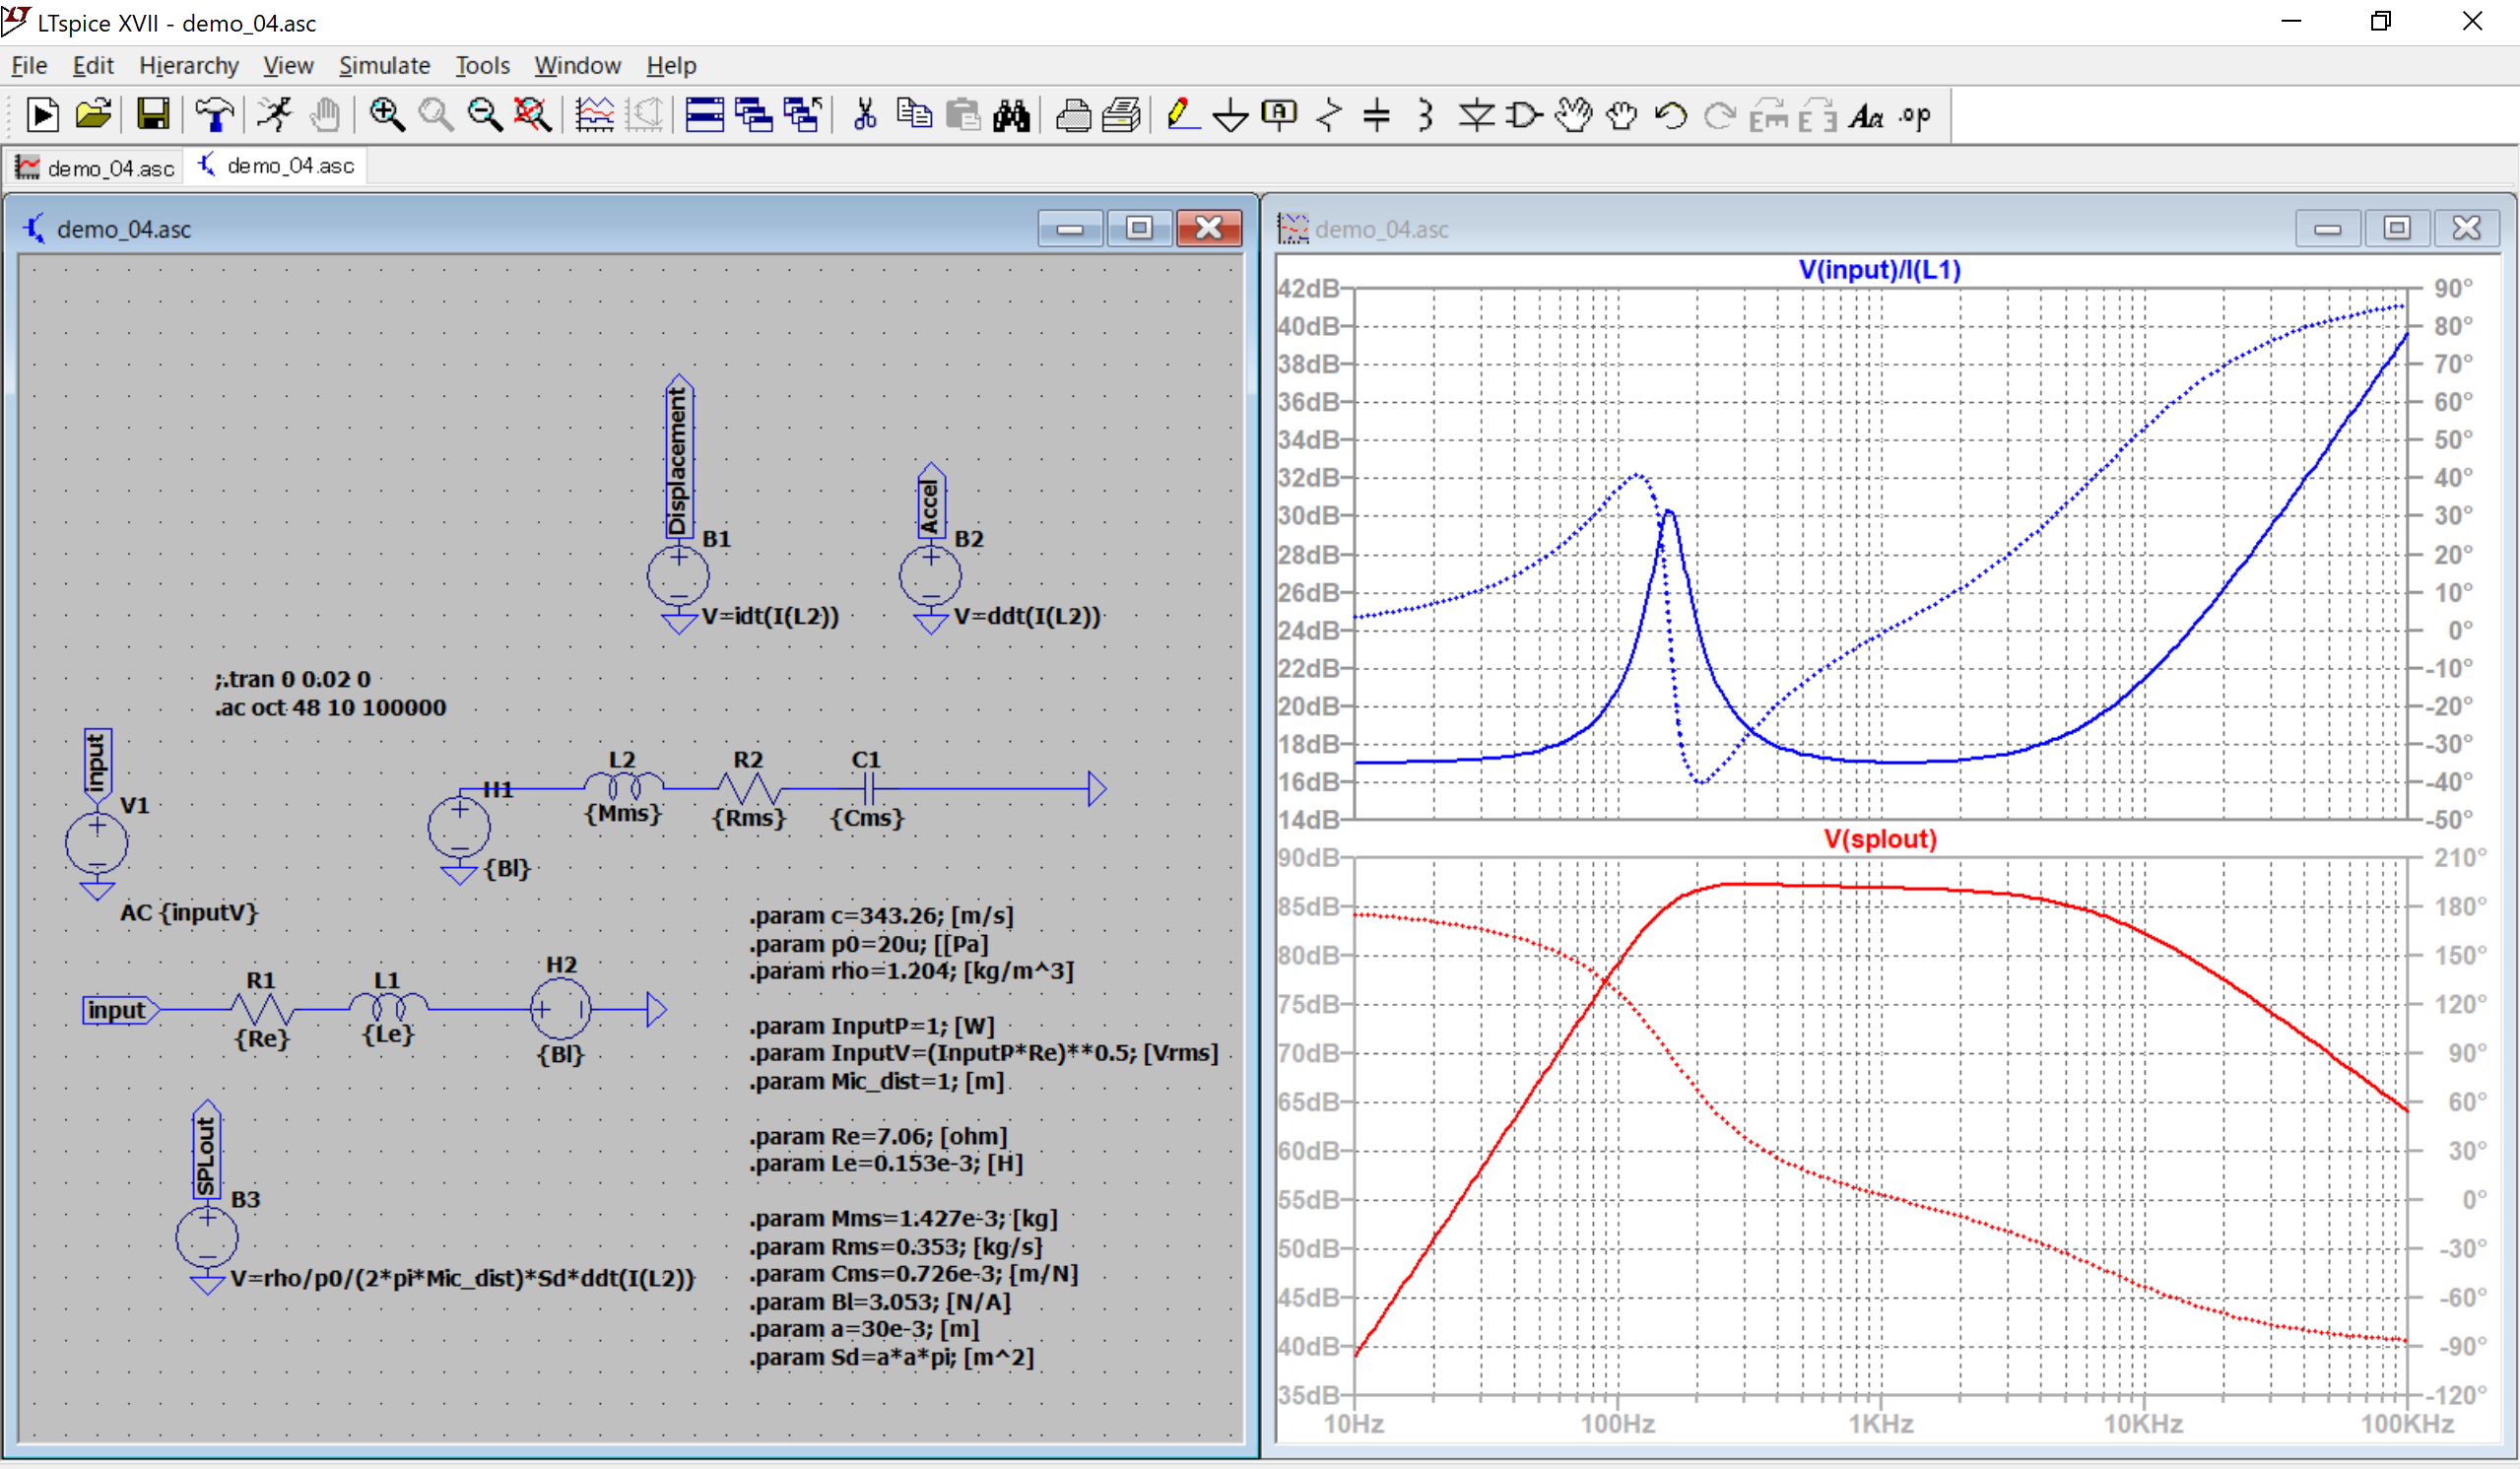 LTspice XVII - demo_04.asc
File Edit Hierarchy View Simulate Tools Window Help
A
Aa .op
demo_04.asc
demo_04.asc
demo_04.asc
Displacement
B1
V=idt(I(L2))
Accel
B2
V=ddt(I(L2))
;.tran 0 0.02 0
.ac oct 48 10 100000
input
V1
AC {inputV}
H1
{Bl}
L2
{Mms}
R2
{Rms}
C1
{Cms}
input
R1
{Re}
L1
{Le}
H2
{Bl}
SPLout
B3
V=rho/p0/(2*pi*Mic_dist)*Sd*ddt(I(L2))
.param c=343.26; [m/s]
.param p0=20u; [[Pa]
.param rho=1.204; [kg/m^3]
.param InputP=1; [W]
.param InputV=(InputP*Re)**0.5; [Vrms]
.param Mic_dist=1; [m]
.param Re=7.06; [ohm]
.param Le=0.153e-3; [H]
.param Mms=1.427e-3; [kg]
.param Rms=0.353; [kg/s]
.param Cms=0.726e-3; [m/N]
.param Bl=3.053; [N/A]
.param a=30e-3; [m]
.param Sd=a*a*pi; [m^2]
demo_04.asc
V(input)/I(L1)
42dB 90°
40dB 80°
38dB 70°
36dB 60°
34dB 50°
32dB 40°
30dB 30°
28dB 20°
26dB 10°
24dB 0°
22dB -10°
20dB -20°
18dB -30°
16dB -40°
14dB -50°
V(splout)
90dB 210°
85dB 180°
80dB 150°
75dB 120°
70dB 90°
65dB 60°
60dB 30°
55dB 0°
50dB -30°
45dB -60°
40dB -90°
35dB -120°
10Hz 100Hz 1KHz 10KHz 100KHz